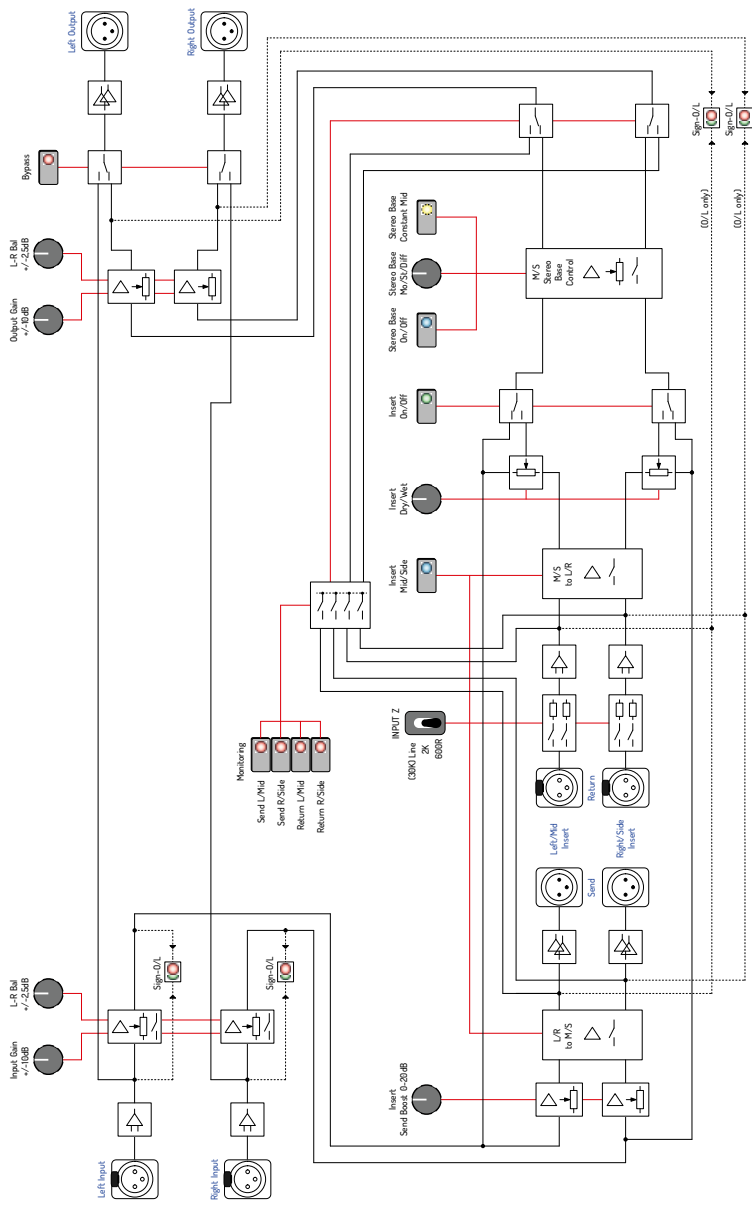 Left Input
Right Input
Input Gain
+/-10dB
L-R Bal
+/-2,5dB
Sign-O/L
Sign-O/L
Insert
Send Boost 0-20dB
L/R
to M/S
Send
Left/Mid
Insert
Right/Side
Insert
Return
INPUT Z
(30K) Line
2K
600R
Monitoring
Send L/Mid
Send R/Side
Return L/Mid
Return R/Side
Insert
Mid/Side
M/S
to L/R
Insert
Dry/Wet
Insert
On/Off
Stereo Base
On/Off
Stereo Base
Mo/St/Diff
Stereo Base
Constant Mid
M/S
Stereo
Base
Control
Output Gain
+/-10dB
L-R Bal
+/-2,5dB
Bypass
Left Output
Right Output
Sign-O/L
Sign-O/L
(O/L only)
(O/L only)